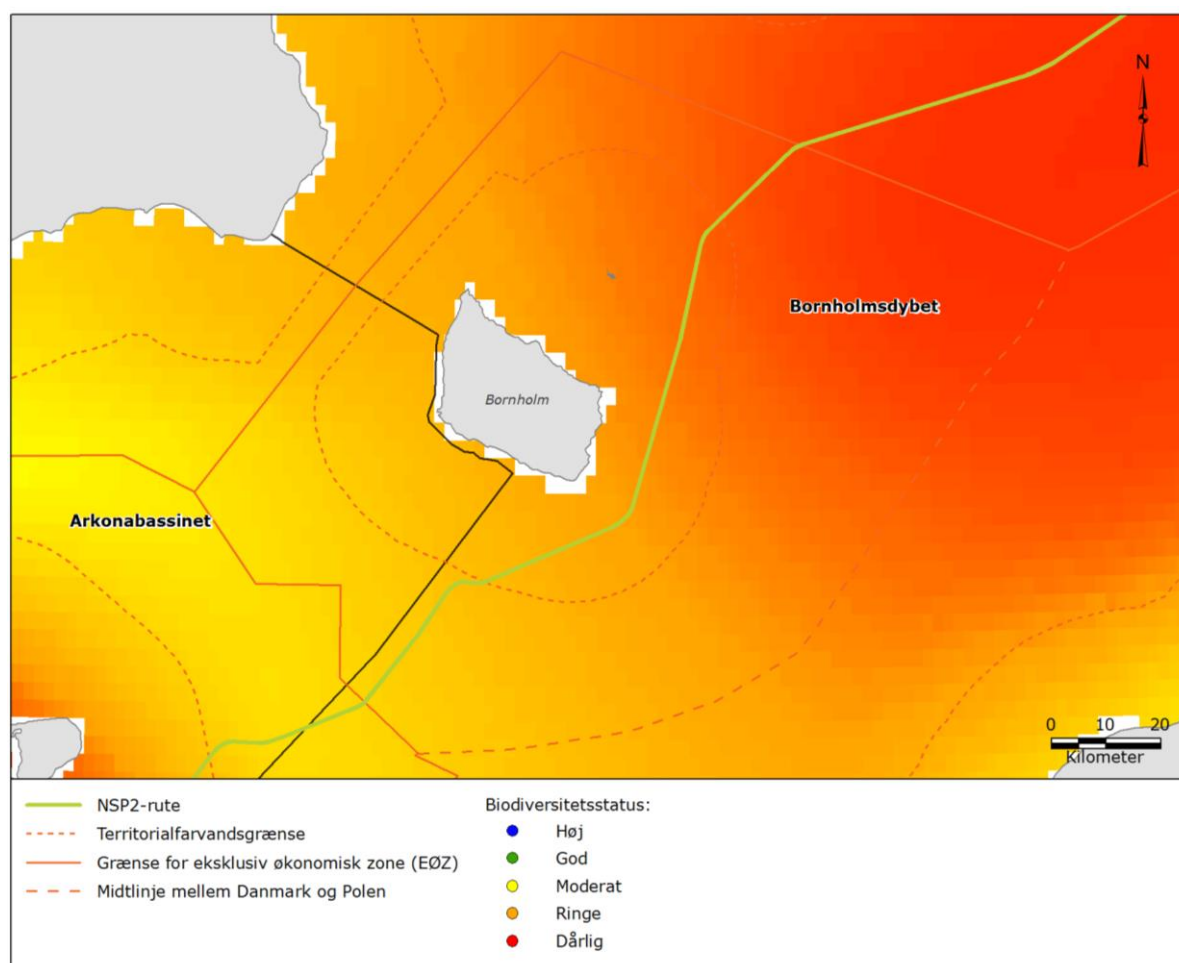 N
Bornholmsdybet
Bornholm
Arkonabassinet
0 10 20
Kilometer
NSP2-rute
Territorialfarvandsgrænse
Grænse for eksklusiv økonomisk zone (EØZ)
Midtlinje mellem Danmark og Polen
Biodiversitetsstatus:
Høj
God
Moderat
Ringe
Dårlig